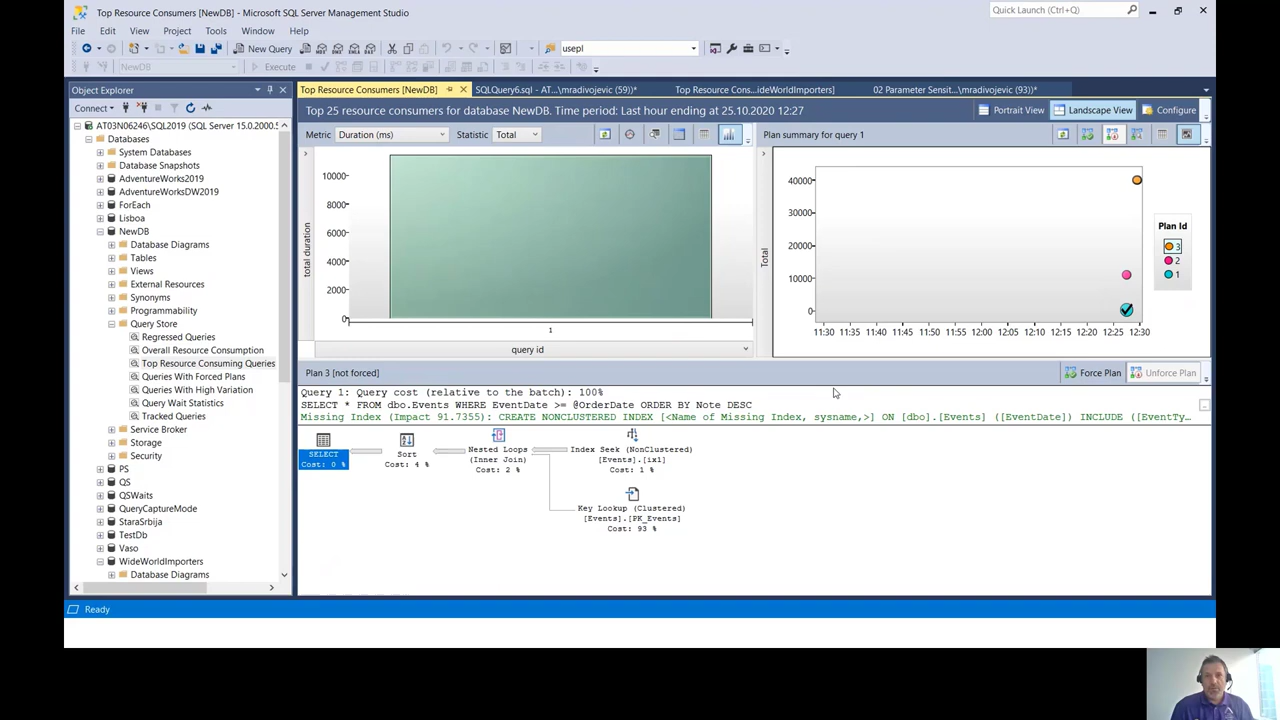 Top Resource Consumers [NewDB] - Microsoft SQL Server Management Studio
Quick Launch (Ctrl+Q)
File Edit View Project Tools Window Help
New Query
usepl
NewDB
Execute
Object Explorer
Connect
AT03N06246\SQL2019 (SQL Server 15.0.2000.5
Databases
System Databases
Database Snapshots
AdventureWorks2019
AdventureWorksDW2019
ForEach
Lisboa
NewDB
Database Diagrams
Tables
Views
External Resources
Synonyms
Programmability
Query Store
Regressed Queries
Overall Resource Consumption
Top Resource Consuming Queries
Queries With Forced Plans
Queries With High Variation
Query Wait Statistics
Tracked Queries
Service Broker
Storage
Security
PS
QS
QSWaits
QueryCaptureMode
StaraSrbija
TestDb
Vaso
WideWorldImporters
Database Diagrams
Top Resource Consumers [NewDB]
SQLQuery6.sql - AT...\mradivojevic (59))*
Top Resource Cons...ideWorldImporters]
02 Parameter Sensit...\mradivojevic (93))*
Top 25 resource consumers for database NewDB. Time period: Last hour ending at 25.10.2020 12:27
Portrait View
Landscape View
Configure
Metric Duration (ms) Statistic Total
total duration
10000
8000
6000
4000
2000
0
1
query id
Plan summary for query 1
Total
40000
30000
20000
10000
0
11:30 11:35 11:40 11:45 11:50 11:55 12:00 12:05 12:10 12:15 12:25 12:30
Plan Id
3
2
1
Plan 3 [not forced]
Force Plan
Unforce Plan
Query 1: Query cost (relative to the batch): 100%
SELECT * FROM dbo.Events WHERE EventDate >= @OrderDate ORDER BY Note DESC
Missing Index (Impact 91.7355): CREATE NONCLUSTERED INDEX [<Name of Missing Index, sysname,>] ON [dbo].[Events] ([EventDate]) INCLUDE ([EventTy...
SELECT
Cost: 0 %
Sort
Cost: 4 %
Nested Loops
(Inner Join)
Cost: 2 %
Index Seek (NonClustered)
[Events].[ix1]
Cost: 1 %
Key Lookup (Clustered)
[Events].[PK_Events]
Cost: 93 %
Ready